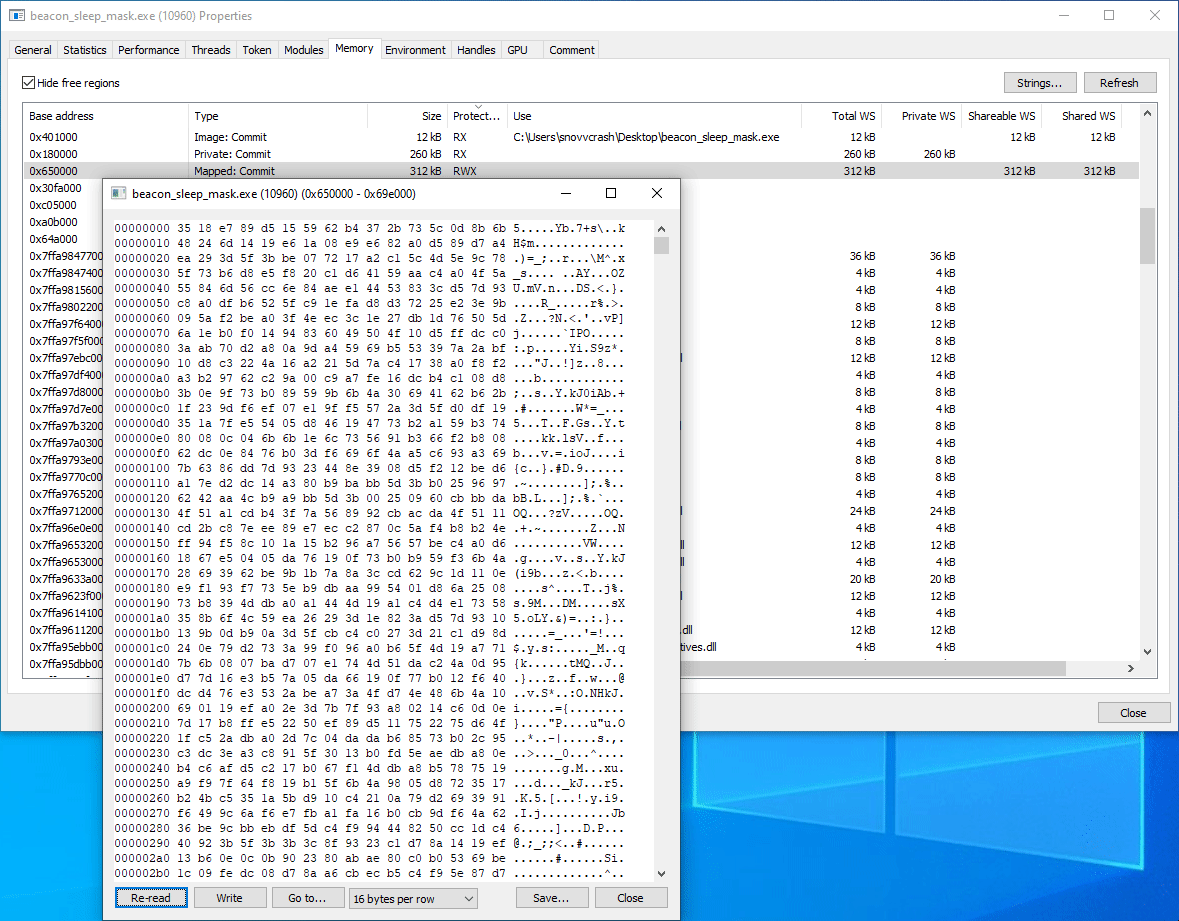 beacon_sleep_mask.exe (10960) Properties
General Statistics Performance Threads Token Modules Memory Environment Handles GPU Comment
Hide free regions
Strings... Refresh
Base address Type Size Protect... Use Total WS Private WS Shareable WS Shared WS
0x401000 Image: Commit 12 kB RX C:\Users\snovvcrash\Desktop\beacon_sleep_mask.exe 12 kB 12 kB 12 kB
0x180000 Private: Commit 260 kB RX 260 kB 260 kB
0x650000 Mapped: Commit 312 kB RWX 312 kB 312 kB 312 kB
0x30fa000
0xc05000
0xa0b000
0x64a000
0x7ffa9847700 36 kB 36 kB
0x7ffa9847400 4 kB 4 kB
0x7ffa9815600 4 kB 4 kB
0x7ffa9802200 8 kB 8 kB
0x7ffa97f6400 12 kB 12 kB
0x7ffa97f5f000 8 kB 8 kB
0x7ffa97ebc00 4 kB 4 kB
0x7ffa97df400 4 kB 4 kB
0x7ffa97d8000 8 kB 8 kB
0x7ffa97d7e00 4 kB 4 kB
0x7ffa97b3200 8 kB 8 kB
0x7ffa97a0300 4 kB 4 kB
0x7ffa9793e00 8 kB 8 kB
0x7ffa9770c00 8 kB 8 kB
0x7ffa9765200 4 kB 4 kB
0x7ffa9712000 24 kB 24 kB
0x7ffa96e0e00 4 kB 4 kB
0x7ffa9653200 12 kB 12 kB
0x7ffa9653000 4 kB 4 kB
0x7ffa9633a00 20 kB 20 kB
0x7ffa9623f00 8 kB 8 kB
0x7ffa9614100 4 kB 4 kB
0x7ffa9611200 .dll 12 kB 12 kB
0x7ffa95ebb00 tives.dll 4 kB 4 kB
0x7ffa95dbb00
Close
beacon_sleep_mask.exe (10960) (0x650000 - 0x69e000)
00000000 35 18 e7 89 d5 15 59 62 b4 37 2b 73 5c 0d 8b 6b 5.....Yb.7+s\..k
00000010 48 24 6d 14 19 e6 1a 08 e9 e6 82 a0 d5 89 d7 a4 H$m.............
00000020 ea 29 3d 5f 3b be 07 72 17 a2 c1 5c 4d 5e 9c 78 .)=_;..r...\M^.x
00000030 5f 73 b6 d8 e5 f8 20 c1 d6 41 59 aa c4 a0 4f 5a _s.... ..AY...OZ
00000040 55 84 6d 56 cc 6e 84 ae e1 44 53 83 3c d5 7d 93 U.mV.n...DS.<.}.
00000050 c8 a0 df b6 52 5f c9 1e fa d8 d3 72 25 e2 3e 9b ....R_.....r%.>.
00000060 09 5a f2 be a0 3f 4e ec 3c 1e 27 db 1d 76 50 5d .Z...?N.<.'..vP]
00000070 6a 1e b0 f0 14 94 83 60 49 50 4f 10 d5 ff dc c0 j......`IPO.....
00000080 3a ab 70 d2 a8 0a 9d a4 59 69 b5 53 39 7a 2a bf :.p.....Yi.S9z*.
00000090 10 d8 c3 22 4a 16 a2 21 5d 7a c4 17 38 a0 f8 f2 ..."J..!]z..8...
000000a0 a3 b2 97 62 c2 9a 00 c9 a7 fe 16 dc b4 c1 08 d8 ...b............
000000b0 3b 0e 9f 73 b0 89 59 9b 6b 4a 30 69 41 62 b6 2b ;..s..Y.kJ0iAb.+
000000c0 1f 23 9d f6 ef 07 e1 9f f5 57 2a 3d 5f d0 df 19 .#.......W*=_...
000000d0 35 1a 7f e5 54 05 d8 46 19 47 73 b2 a1 59 b3 74 5...T..F.Gs..Y.t
000000e0 80 08 0c 04 6b 6b 1e 6c 73 56 91 b3 66 f2 b8 08 ....kk.lsV..f...
000000f0 62 dc 0e 84 76 b0 3d f6 69 6f 4a a5 c6 93 a3 69 b...v.=.ioJ....i
00000100 7b 63 86 dd 7d 93 23 44 8e 39 08 d5 f2 12 be d6 {c..}.#D.9......
00000110 a1 7e d2 dc 14 a3 80 b9 ba bb 5d 3b b0 25 96 97 .~........];.%..
00000120 62 42 aa 4c b9 a9 bb 5d 3b 00 25 09 60 cb bb da bB.L...];.%.`...
00000130 4f 51 a1 cd b4 3f 7a 56 89 92 cb ac da 4f 51 11 OQ...?zV.....OQ.
00000140 cd 2b c8 7e ee 89 e7 ec c2 87 0c 5a f4 b8 b2 4e .+.~.......Z...N
00000150 ff 94 f5 8c 10 1a 15 b2 96 a7 56 57 be c4 a0 d6 ..........VW....
00000160 18 67 e5 04 05 da 76 19 0f 73 b0 b9 59 f3 6b 4a .g....v..s..Y.kJ
00000170 28 69 39 62 be 9b 1b 7a 8a 3c cd 62 9c 1d 11 0e (i9b...z.<.b....
00000180 e9 f1 93 f7 73 5e b9 db aa 99 54 01 d8 6a 25 08 ....s^....T..j%.
00000190 73 b8 39 4d db a0 a1 44 4d 19 a1 c4 d4 e1 73 58 s.9M...DM.....sX
000001a0 35 8b 6f 4c 59 ea 26 29 3d 1e 82 3a d5 7d 93 10 5.oLY.&)=..:.}..
000001b0 13 9b 0d b9 0a 3d 5f cb c4 c0 27 3d 21 c1 d9 8d .....=_...'=!...
000001c0 24 0e 79 d2 73 3a 99 f0 96 a0 b6 5f 4d 19 a7 71 $.y.s:....._M..q
000001d0 7b 6b 08 07 ba d7 07 e1 74 4d 51 da c2 4a 0d 95 {k......tMQ..J..
000001e0 d7 7d 16 e3 b5 7a 05 da 66 19 0f 77 b0 12 f6 40 .}...z..f..w...@
000001f0 dc d4 76 e3 53 2a be a7 3a 4f d7 4e 48 6b 4a 10 ..v.S*..:O.NHkJ.
00000200 69 01 19 ef a0 2e 3d 7b 7f 93 a8 02 14 c6 0d 0e i.....={........
00000210 7d 17 b8 ff e5 22 50 ef 89 d5 11 75 22 75 d6 4f }...."P....u"u.O
00000220 1f c5 2a db a0 2d 7c 04 da da b6 85 73 b0 2c 95 ..*..-|.....s.,.
00000230 c3 dc 3e a3 c8 91 5f 30 13 b0 fd 5e ae db a8 0e ..>..._0...^....
00000240 b4 c6 af d5 c2 17 b0 67 f1 4d db a8 b5 78 75 19 .......g.M...xu.
00000250 a9 f9 7f 64 f8 19 b1 5f 6b 4a 98 05 d8 72 35 17 ...d..._kJ...r5.
00000260 b2 4b c5 35 1a 5b d9 10 c4 21 0a 79 d2 69 39 91 .K.5.[...!.y.i9.
00000270 f6 49 9c 6a f6 e7 fb a1 fa 16 b0 cb 9d f6 4a 62 .I.j..........Jb
00000280 36 be 9c bb eb df 5d c4 f9 94 44 82 50 cc 1d c4 6.....]...D.P...
00000290 40 92 3b 5f 3b 3b 3c 8f 93 23 c1 d7 8a 14 19 ef @.;_;;<..#......
000002a0 13 b6 0e 0c 0b 90 23 80 ab ae 80 c0 b0 53 69 be ......#......Si.
000002b0 1c 09 fe dc 08 d7 8a a6 cb ec b5 c4 f9 5e 87 d7 .............^..
Re-read Write Go to... 16 bytes per row Save... Close